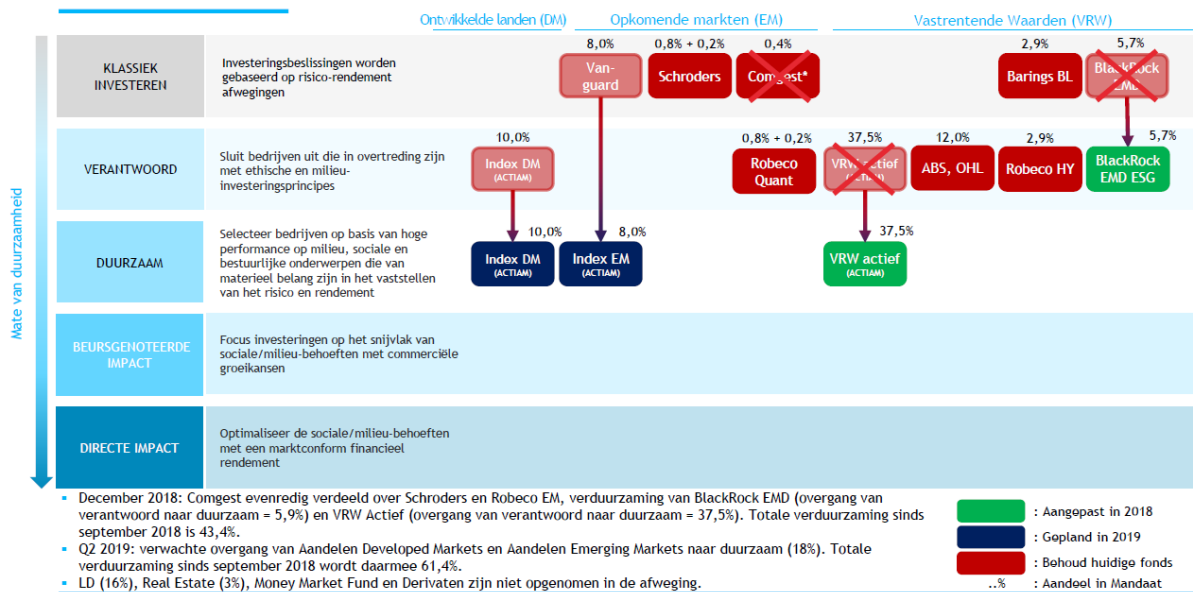 Ontwikkelde landen (DM)
Opkomende markten (EM)
Vastrentende Waarden (VRW)
Mate van duurzaamheid
KLASSIEK
INVESTEREN
Investeringsbeslissingen worden
gebaseerd op risico-rendement
afwegingen
8,0%
Van-
guard
0,8% + 0,2%
Schroders
0,4%
Comgest*
2,9%
Barings BL
5,7%
BlackRock
EMD
VERANTWOORD
Sluit bedrijven uit die in overtreding zijn
met ethische en milieu-
investeringsprincipes
10,0%
Index DM
(ACTIAM)
0,8% + 0,2%
Robeco
Quant
37,5%
VRW actief
(ACTIAM)
12,0%
ABS, OHL
2,9%
Robeco HY
5,7%
BlackRock
EMD ESG
DUURZAAM
Selecteer bedrijven op basis van hoge
performance op milieu, sociale en
bestuurlijke onderwerpen die van
materieel belang zijn in het vaststellen
van het risico en rendement
10,0%
Index DM
(ACTIAM)
8,0%
Index EM
(ACTIAM)
37,5%
VRW actief
(ACTIAM)
BEURSGENOTEERDE
IMPACT
Focus investeringen op het snijvlak van
sociale/milieu-behoeften met commerciële
groeikansen
DIRECTE IMPACT
Optimaliseer de sociale/milieu-behoeften
met een marktconform financieel
rendement
▪ December 2018: Comgest evenredig verdeeld over Schroders en Robeco EM, verduurzaming van BlackRock EMD (overgang van
verantwoord naar duurzaam = 5,9%) en VRW Actief (overgang van verantwoord naar duurzaam = 37,5%). Totale verduurzaming sinds
september 2018 is 43,4%.
▪ Q2 2019: verwachte overgang van Aandelen Developed Markets en Aandelen Emerging Markets naar duurzaam (18%). Totale
verduurzaming sinds september 2018 wordt daarmee 61,4%.
▪ LD (16%), Real Estate (3%), Money Market Fund en Derivaten zijn niet opgenomen in de afweging.
: Aangepast in 2018
: Gepland in 2019
: Behoud huidige fonds
..% : Aandeel in Mandaat